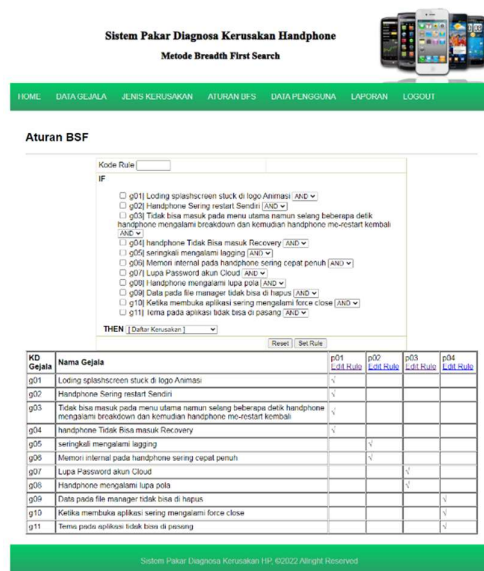 Sistem Pakar Diagnosa Kerusakan Handphone
Metode Breadth First Search
HOME DATA GEJALA JENIS KERUSAKAN ATURAN BFS DATA PENGGUNA LAPORAN LOGOUT
Aturan BSF
Kode Rule
IF
g01| Loding splashscreen stuck di logo Animasi AND
g02| Handphone Sering restart Sendiri AND
g03| Tidak bisa masuk pada menu utama namun selang beberapa detik
handphone mengalami breakdown dan kemudian handphone me-restart kembali
AND
g04| handphone Tidak Bisa masuk Recovery AND
g05| seringkali mengalami lagging AND
g06| Memori internal pada handphone sering cepat penuh AND
g07| Lupa Password akun Cloud AND
g08| Handphone mengalami lupa pola AND
g09| Data pada file manager tidak bisa di hapus AND
g10| Ketika membuka aplikasi sering mengalami force close AND
g11| Tema pada aplikasi tidak bisa di pasang AND
THEN [ Daftar Kerusakan ]
Reset Set Rule
KD Gejala Nama Gejala p01 Edit Rule p02 Edit Rule p03 Edit Rule p04 Edit Rule
g01 Loding splashscreen stuck di logo Animasi √
g02 Handphone Sering restart Sendiri √
g03 Tidak bisa masuk pada menu utama namun selang beberapa detik handphone
mengalami breakdown dan kemudian handphone me-restart kembali √
g04 handphone Tidak Bisa masuk Recovery √
g05 seringkali mengalami lagging √
g06 Memori internal pada handphone sering cepat penuh √
g07 Lupa Password akun Cloud √
g08 Handphone mengalami lupa pola √
g09 Data pada file manager tidak bisa di hapus √
g10 Ketika membuka aplikasi sering mengalami force close √
g11 Tema pada aplikasi tidak bisa di pasang √
Sistem Pakar Diagnosa Kerusakan HP, ©2022 Allright Reserved